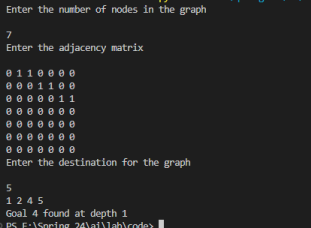 Enter the number of nodes in the graph
7
Enter the adjacency matrix
0 1 1 0 0 0 0
0 0 0 1 1 0 0
0 0 0 0 0 1 1
0 0 0 0 0 0 0
0 0 0 0 0 0 0
0 0 0 0 0 0 0
0 0 0 0 0 0 0
Enter the destination for the graph
5
1 2 4 5
Goal 4 found at depth 1
PS E:\Spring 24\ai\lab\code>